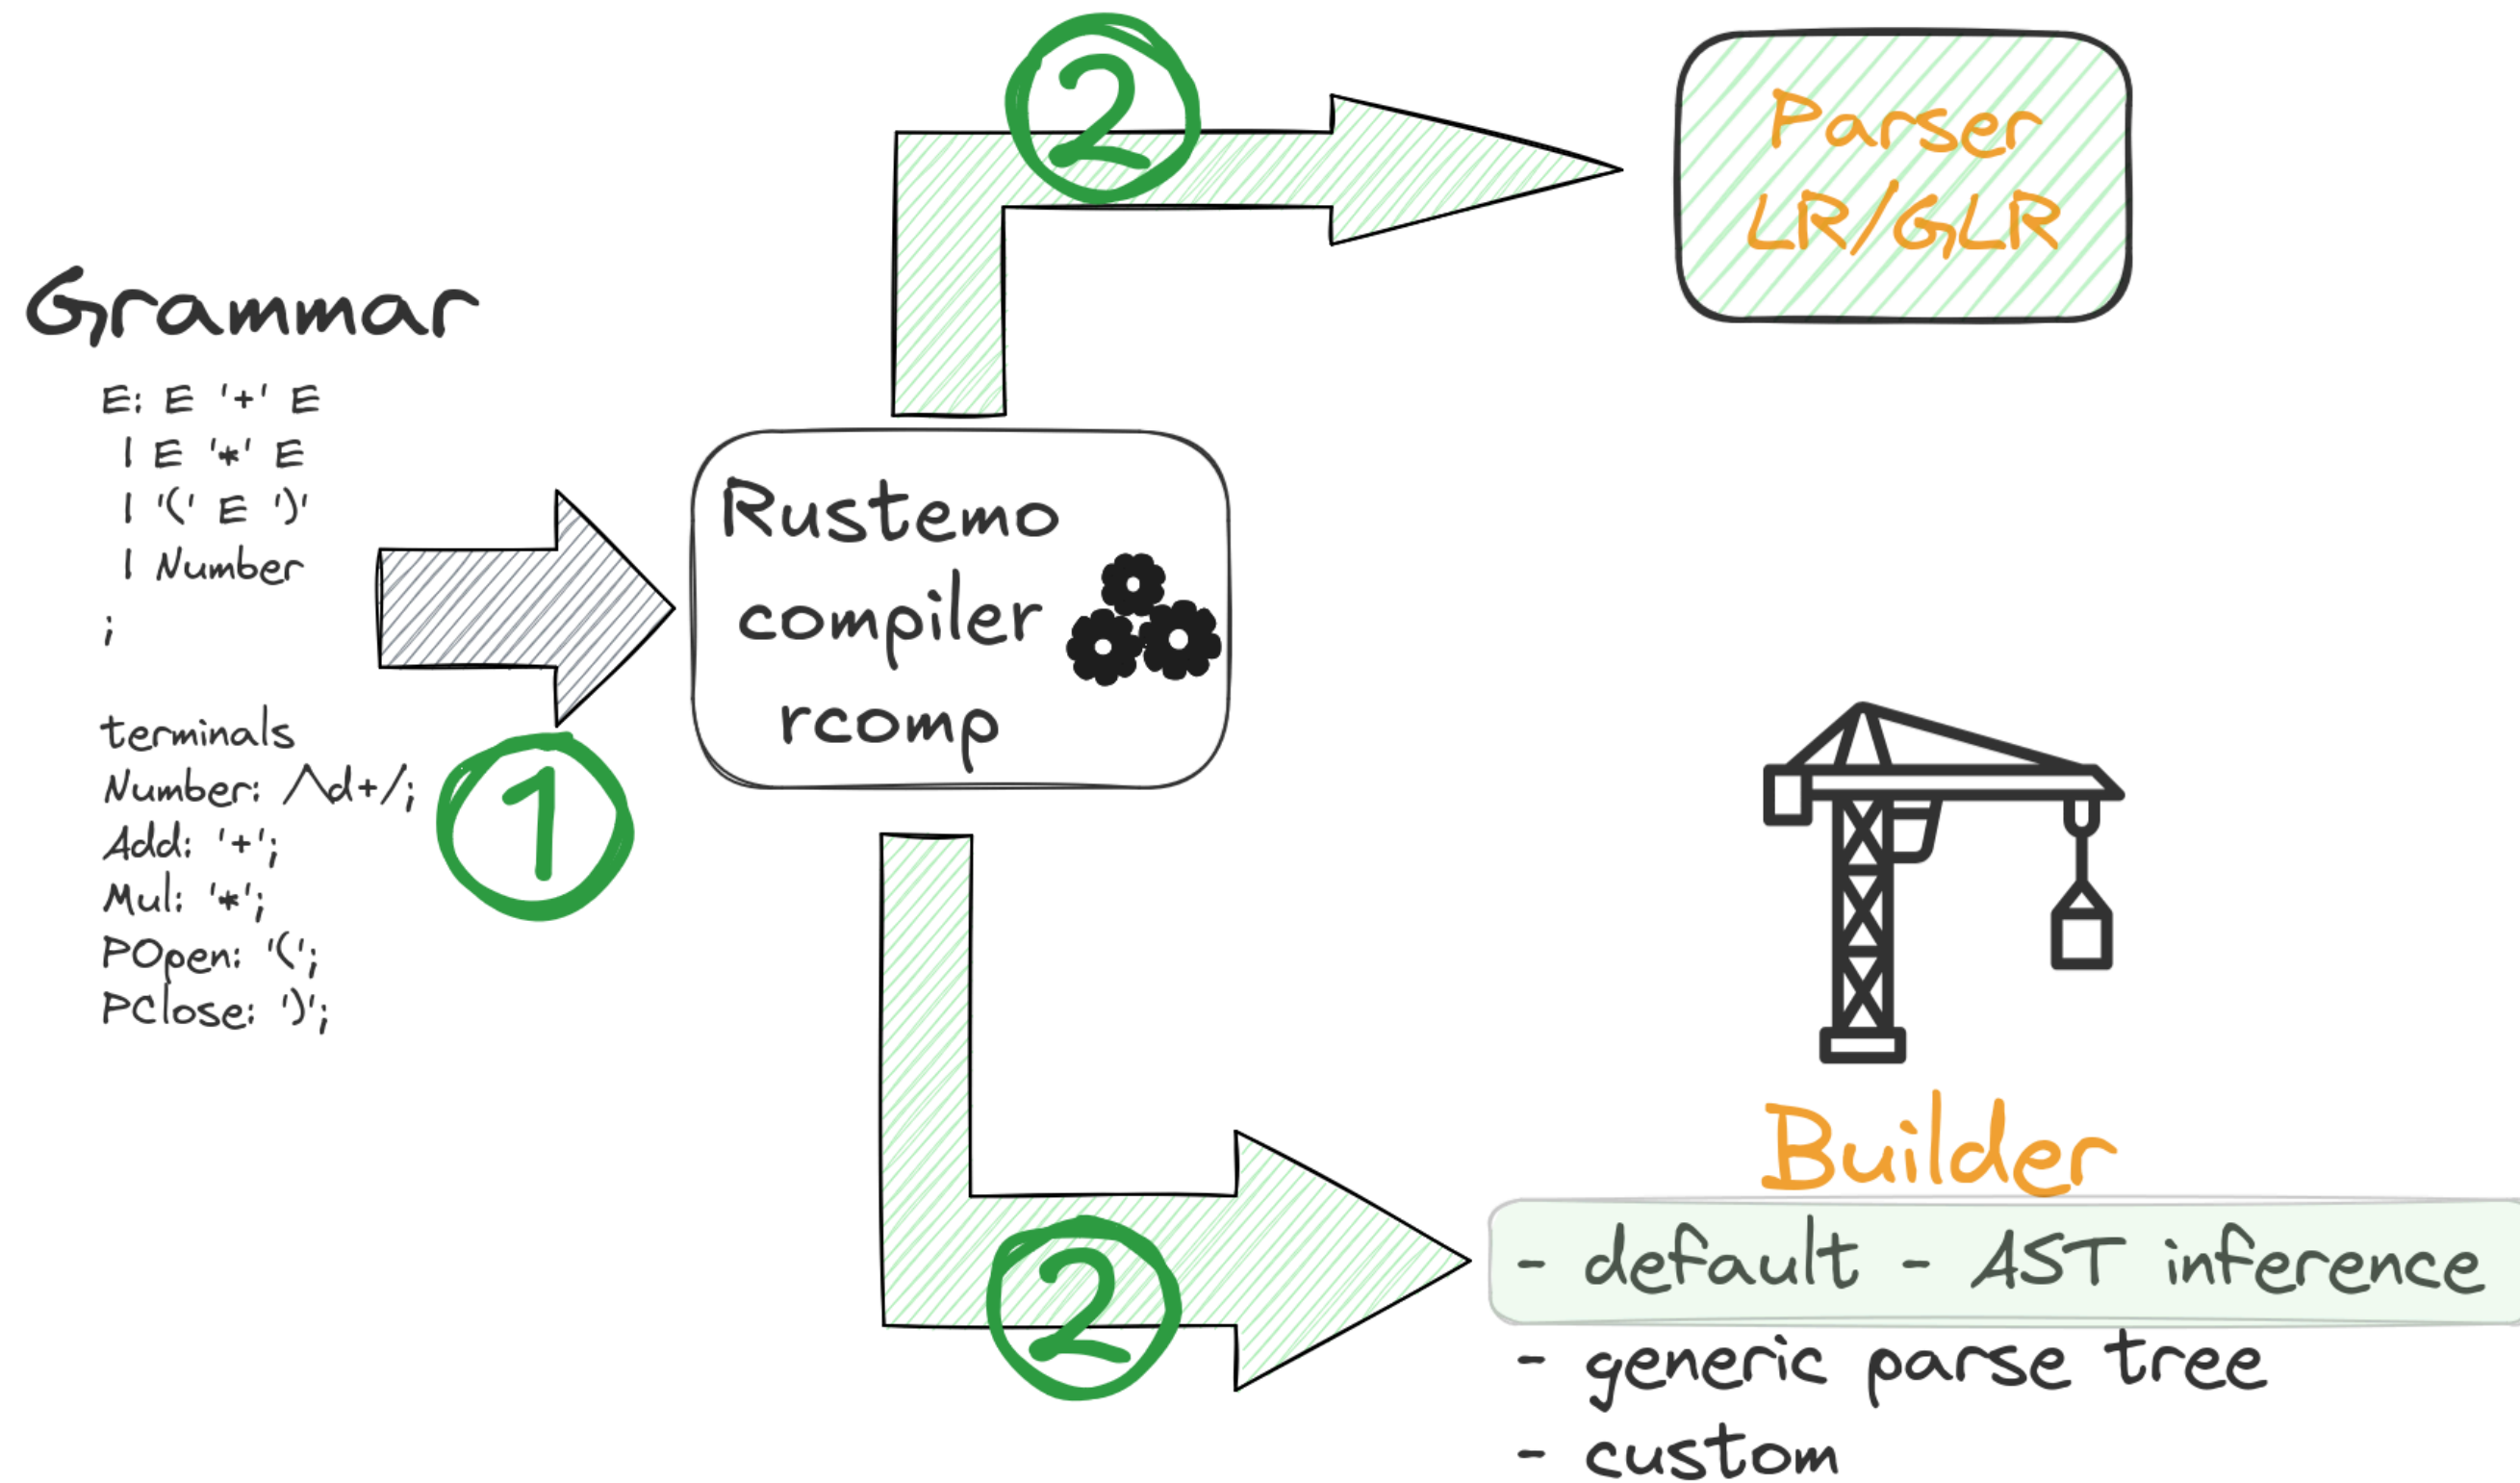 Grammar
E: E '+' E
| E '*' E
| '(' E ')'
| Number
;
terminals
Number: /\d+/;
Add: '+';
Mul: '*';
POpen: '(';
PClose: ')';
1
Rustemo
compiler
rcomp
2
Parser
LR/GLR
2
Builder
- default - AST inference
- generic parse tree
- custom